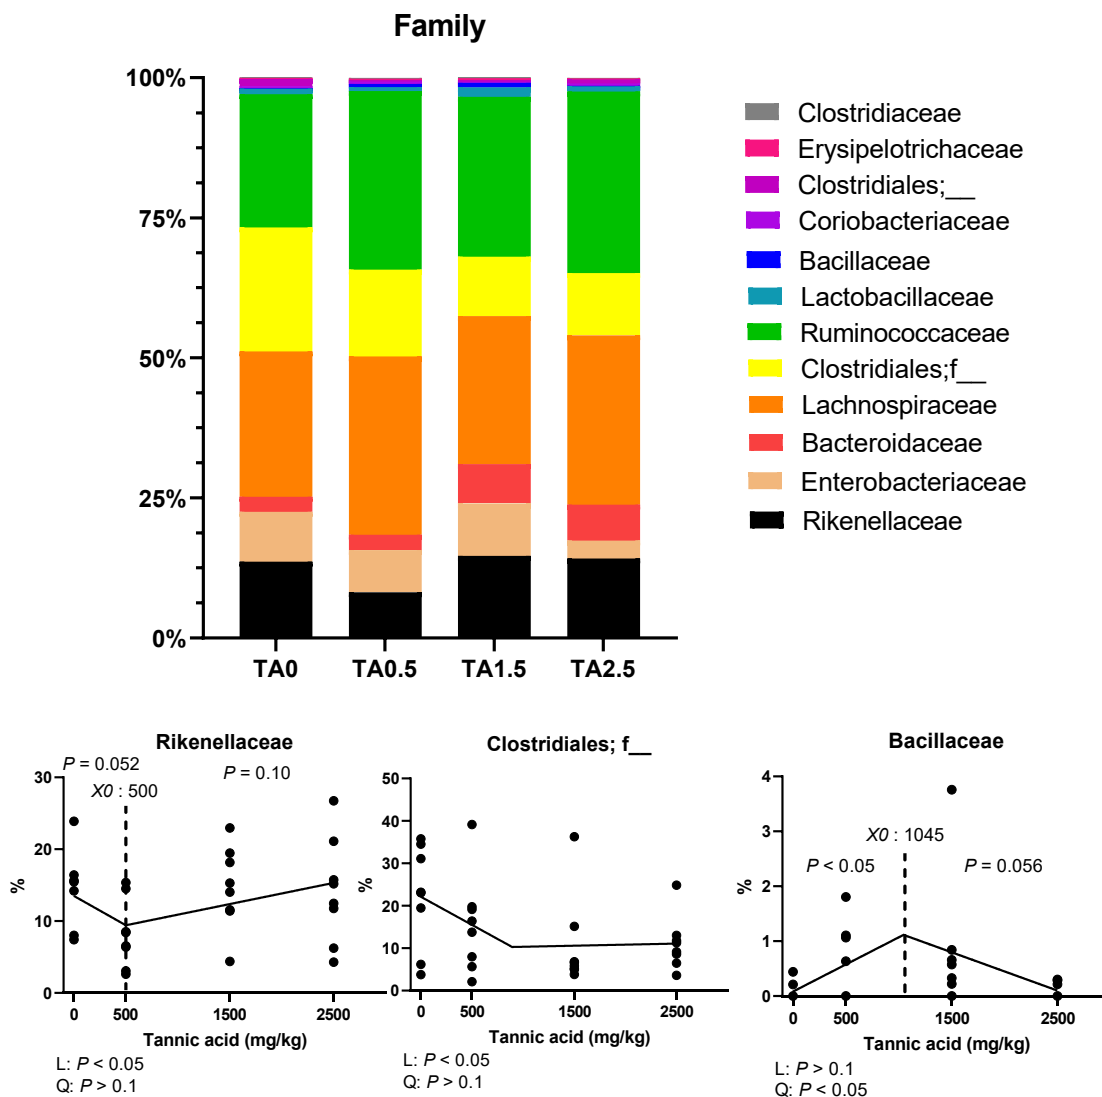 Family
100%
75%
50%
25%
0%
TA0 TA0.5 TA1.5 TA2.5
Clostridiaceae
Erysipelotrichaceae
Clostridiales;__
Coriobacteriaceae
Bacillaceae
Lactobacillaceae
Ruminococcaceae
Clostridiales;f__
Lachnospiraceae
Bacteroidaceae
Enterobacteriaceae
Rikenellaceae
Rikenellaceae
P = 0.052
P = 0.10
X0 : 500
30
20
10
0
%
0 500 1500 2500
Tannic acid (mg/kg)
L: P < 0.05
Q: P > 0.1
Clostridiales; f__
50
40
30
20
10
0
%
0 500 1500 2500
Tannic acid (mg/kg)
L: P < 0.05
Q: P > 0.1
Bacillaceae
X0 : 1045
P < 0.05
P = 0.056
4
3
2
1
0
%
0 500 1500 2500
Tannic acid (mg/kg)
L: P > 0.1
Q: P < 0.05